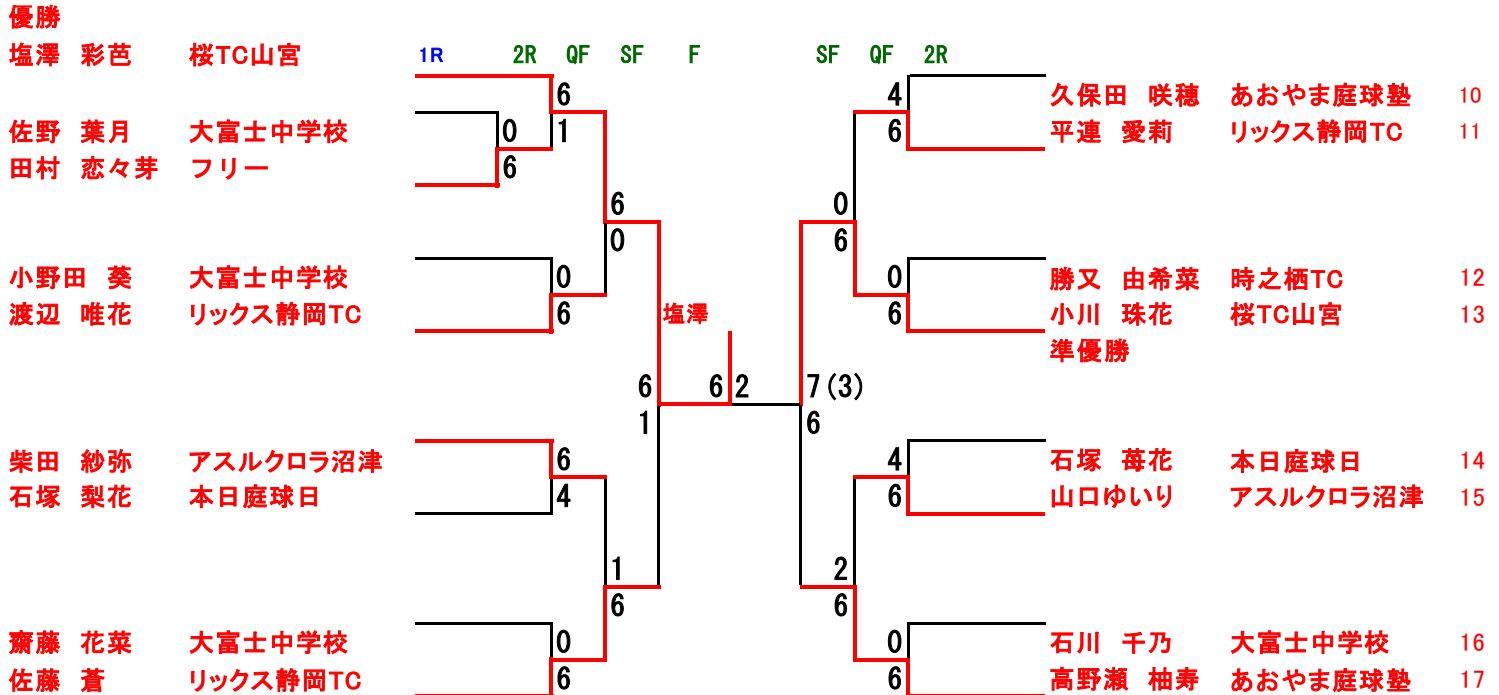 優勝
塩澤 彩芭 桜TC山宮 1R 2R QF SF F SF QF 2R
6 4 久保田 咲穂 あおやま庭球塾 10
佐野 葉月 大富士中学校 0 1 6 平連 愛莉 リックス静岡TC 11
田村 恋々芽 フリー 6
6 0
0 6
小野田 葵 大富士中学校 0 0 勝又 由希菜 時之栖TC 12
渡辺 唯花 リックス静岡TC 6 塩澤 6 小川 珠花 桜TC山宮 13
準優勝
6 6 2 7(3)
1 6
柴田 紗弥 アスルクロラ沼津 6 4 石塚 苺花 本日庭球日 14
石塚 梨花 本日庭球日 4 6 山口ゆいり アスルクロラ沼津 15
1 2
6 6
齋藤 花菜 大富士中学校 0 0 石川 千乃 大富士中学校 16
佐藤 蒼 リックス静岡TC 6 6 高野瀬 柚寿 あおやま庭球塾 17